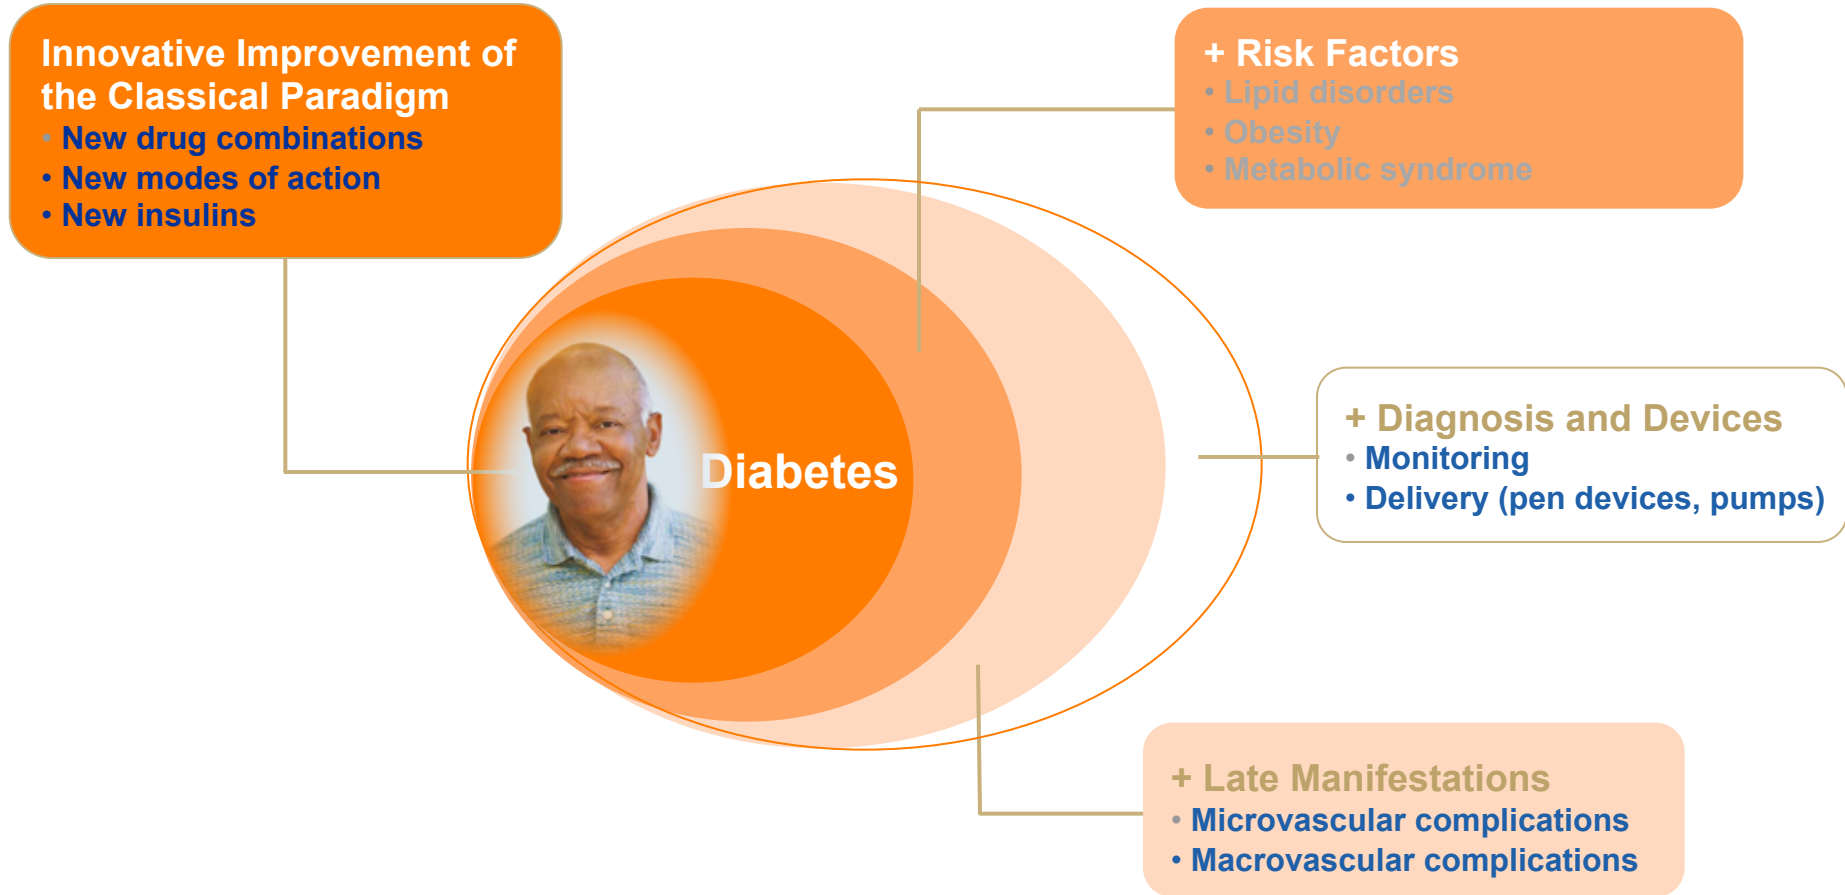 Innovative Improvement of
the Classical Paradigm
• New drug combinations
• New modes of action
• New insulins
+ Risk Factors
• Lipid disorders
• Obesity
• Metabolic syndrome
Diabetes
+ Diagnosis and Devices
• Monitoring
• Delivery (pen devices, pumps)
+ Late Manifestations
• Microvascular complications
• Macrovascular complications